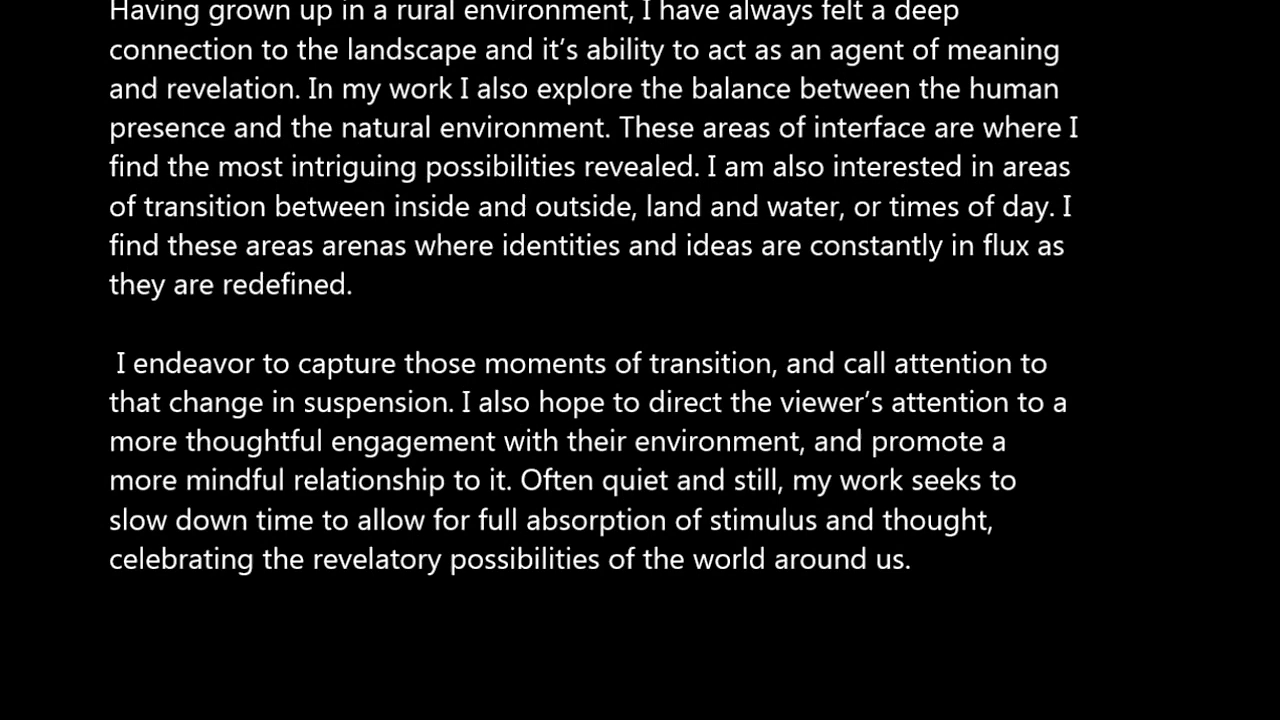 Having grown up in a rural environment, I have always felt a deep
connection to the landscape and it’s ability to act as an agent of meaning
and revelation. In my work I also explore the balance between the human
presence and the natural environment. These areas of interface are where I
find the most intriguing possibilities revealed. I am also interested in areas
of transition between inside and outside, land and water, or times of day. I
find these areas arenas where identities and ideas are constantly in flux as
they are redefined.
I endeavor to capture those moments of transition, and call attention to
that change in suspension. I also hope to direct the viewer’s attention to a
more thoughtful engagement with their environment, and promote a
more mindful relationship to it. Often quiet and still, my work seeks to
slow down time to allow for full absorption of stimulus and thought,
celebrating the revelatory possibilities of the world around us.